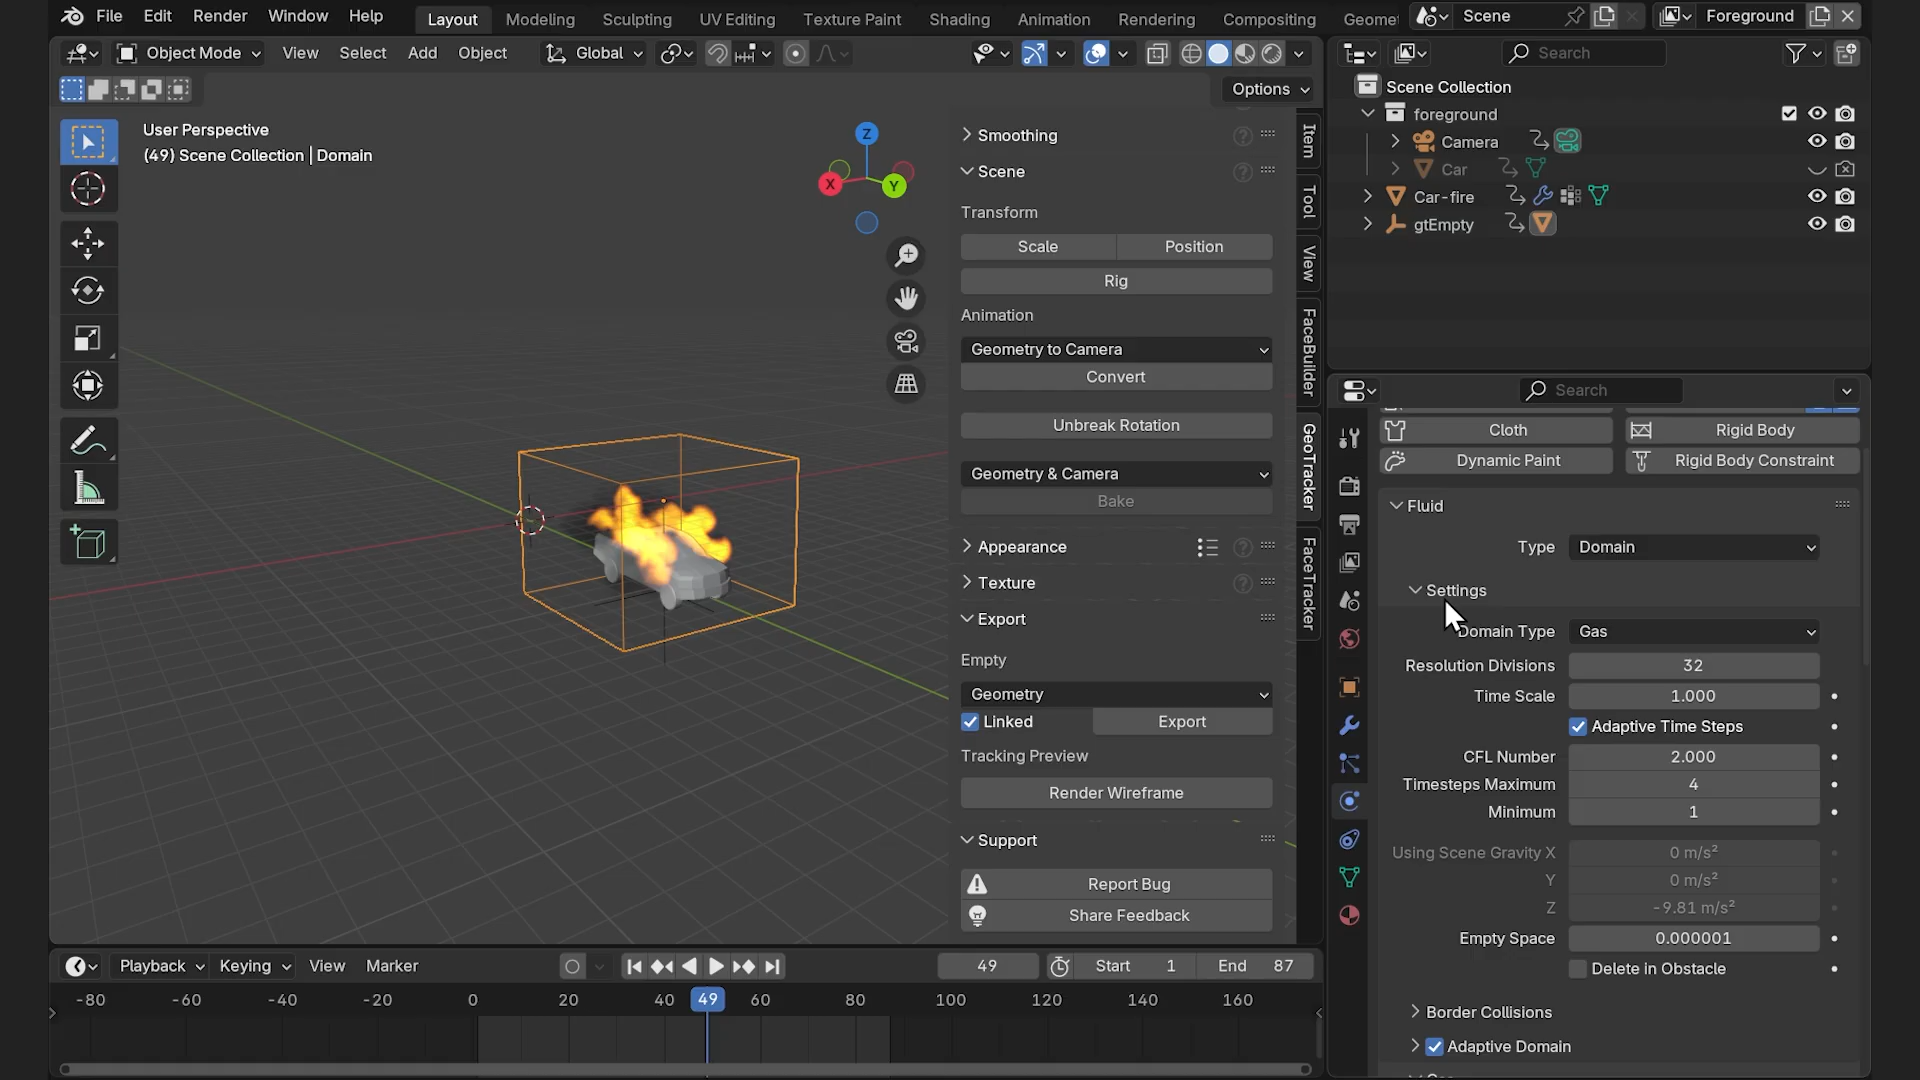 File Edit Render Window Help Layout Modeling Sculpting UV Editing Texture Paint Shading Animation Rendering Compositing Geomet Scene Foreground
Object Mode View Select Add Object Global Search
Options
User Perspective
(49) Scene Collection | Domain
Z
X
Y
Smoothing
Scene
Transform
Scale Position
Rig
Animation
Geometry to Camera
Convert
Unbreak Rotation
Geometry & Camera
Bake
Appearance
Texture
Export
Empty
Geometry
Linked Export
Tracking Preview
Render Wireframe
Support
Report Bug
Share Feedback
Item
Tool
View
FaceBuilder
GeoTracker
FaceTracker
Scene Collection
foreground
Camera
Car
Car-fire
gtEmpty
Search
Cloth Rigid Body
Dynamic Paint Rigid Body Constraint
Fluid
Type Domain
Settings
Domain Type Gas
Resolution Divisions 32
Time Scale 1.000
Adaptive Time Steps
CFL Number 2.000
Timesteps Maximum 4
Minimum 1
Using Scene Gravity X 0 m/s²
Y 0 m/s²
Z -9.81 m/s²
Empty Space 0.000001
Delete in Obstacle
Border Collisions
Adaptive Domain
Playback Keying View Marker 49 Start 1 End 87
-80 -60 -40 -20 0 20 40 49 60 80 100 120 140 160